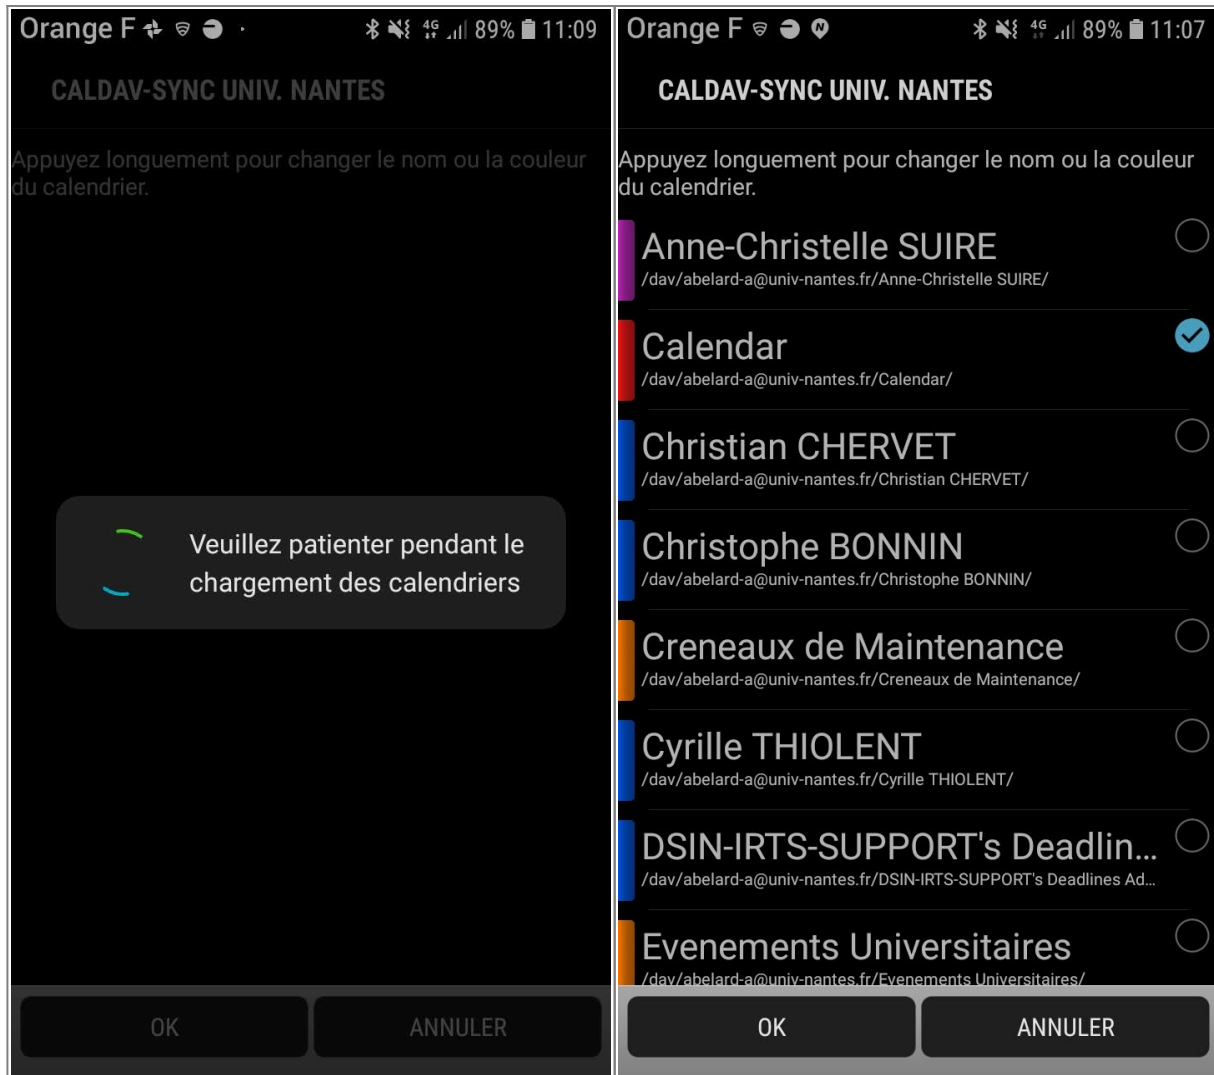 Orange F 4G 89% 11:09
CALDAV-SYNC UNIV. NANTES
Appuyez longuement pour changer le nom ou la couleur
du calendrier.
Veuillez patienter pendant le
chargement des calendriers
OK ANNULER
Orange F N 4G 89% 11:07
CALDAV-SYNC UNIV. NANTES
Appuyez longuement pour changer le nom ou la couleur
du calendrier.
Anne-Christelle SUIRE
/dav/abelard-a@univ-nantes.fr/Anne-Christelle SUIRE/
Calendar
/dav/abelard-a@univ-nantes.fr/Calendar/
Christian CHERVET
/dav/abelard-a@univ-nantes.fr/Christian CHERVET/
Christophe BONNIN
/dav/abelard-a@univ-nantes.fr/Christophe BONNIN/
Creneaux de Maintenance
/dav/abelard-a@univ-nantes.fr/Creneaux de Maintenance/
Cyrille THIOLENT
/dav/abelard-a@univ-nantes.fr/Cyrille THIOLENT/
DSIN-IRTS-SUPPORT's Deadlin...
/dav/abelard-a@univ-nantes.fr/DSIN-IRTS-SUPPORT's Deadlines Ad...
Evenements Universitaires
/dav/abelard-a@univ-nantes.fr/Evenements Universitaires/
OK ANNULER